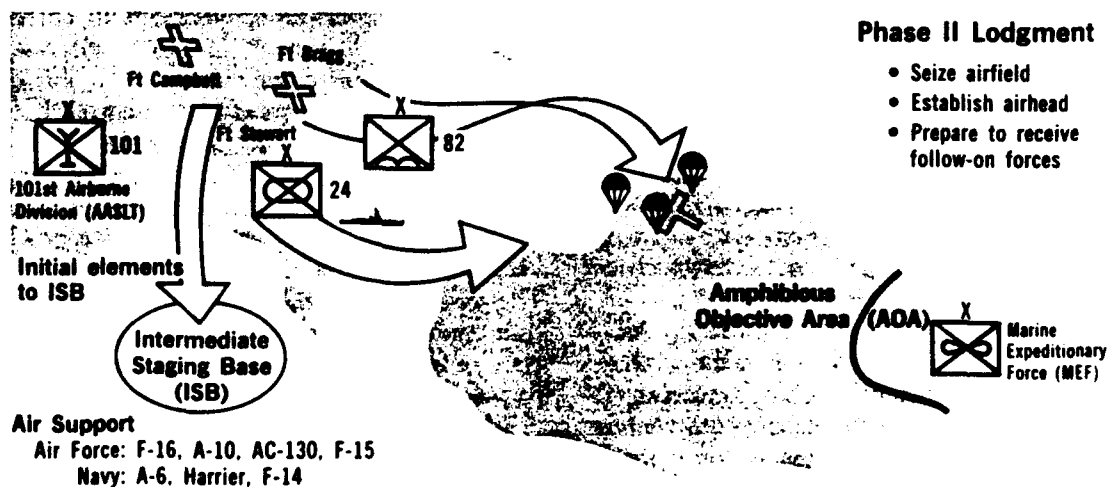 Phase II Lodgment
• Seize airfield
• Establish airhead
• Prepare to receive
follow-on forces
Ft Bragg
Ft Campbell
X
101
Ft Stewart
X
82
X
24
101st Airborne
Division (AASLT)
Initial elements
to ISB
Intermediate
Staging Base
(ISB)
Amphibious
Objective Area (AOA)
X
Marine
Expeditionary
Force (MEF)
Air Support
Air Force: F-16, A-10, AC-130, F-15
Navy: A-6, Harrier, F-14